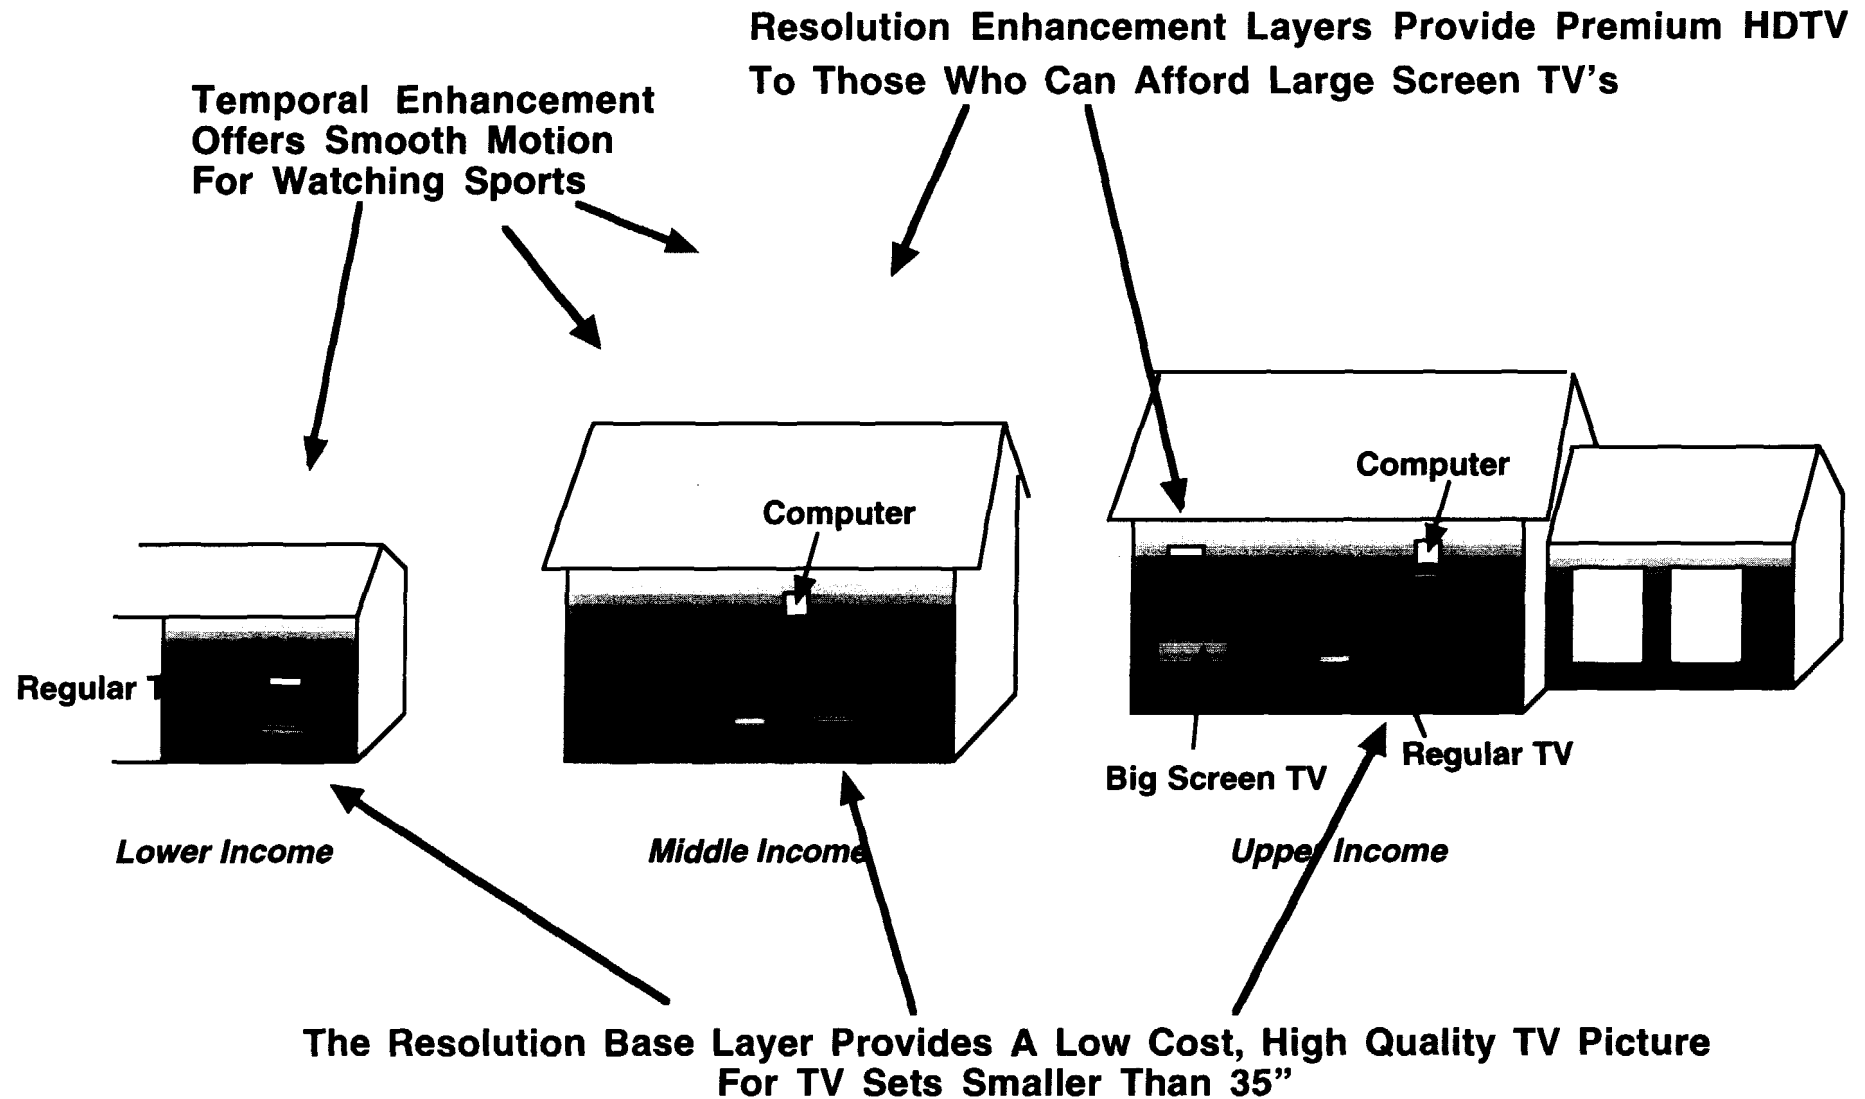 Resolution Enhancement Layers Provide Premium HDTV
To Those Who Can Afford Large Screen TV's
Temporal Enhancement
Offers Smooth Motion
For Watching Sports
Computer
Computer
Regular
Regular TV
Big Screen TV
Lower Income
Middle Income
Upper Income
The Resolution Base Layer Provides A Low Cost, High Quality TV Picture
For TV Sets Smaller Than 35”